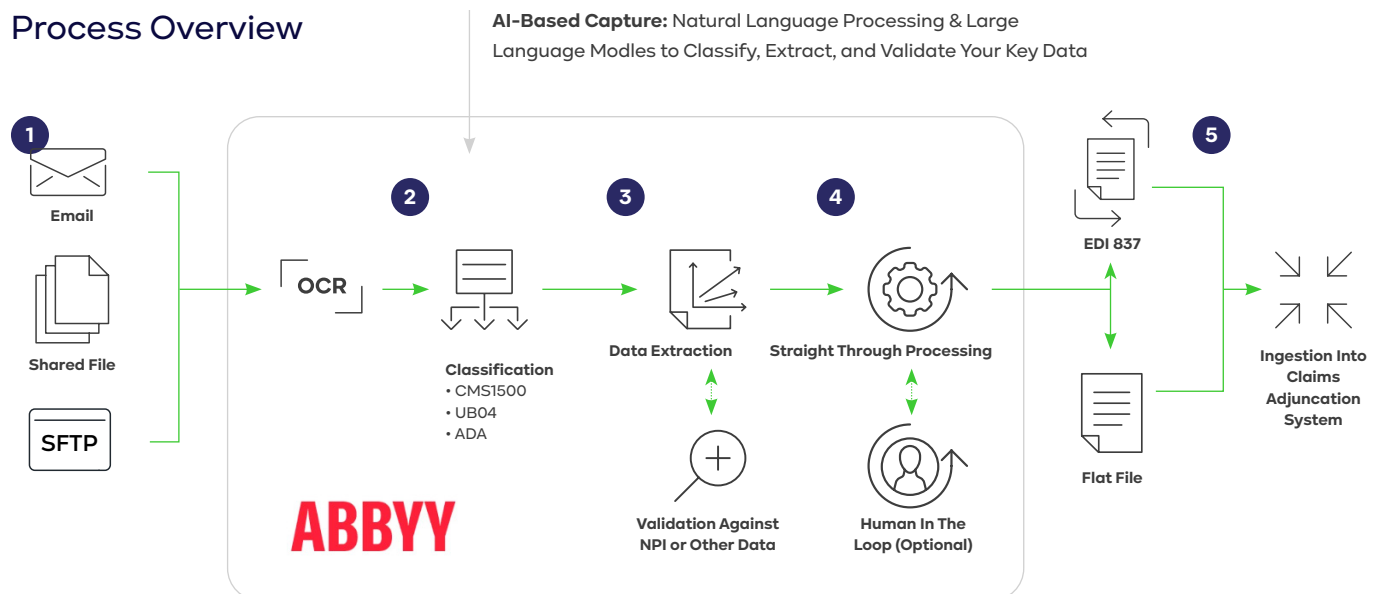 Process Overview
AI-Based Capture: Natural Language Processing & Large
Language Modles to Classify, Extract, and Validate Your Key Data
1
Email
Shared File
SFTP
OCR
2
Classification
• CMS1500
• UB04
• ADA
3
Data Extraction
Validation Against
NPI or Other Data
4
Straight Through Processing
Human In The
Loop (Optional)
ABBYY
EDI 837
Flat File
5
Ingestion Into
Claims
Adjuncation
System